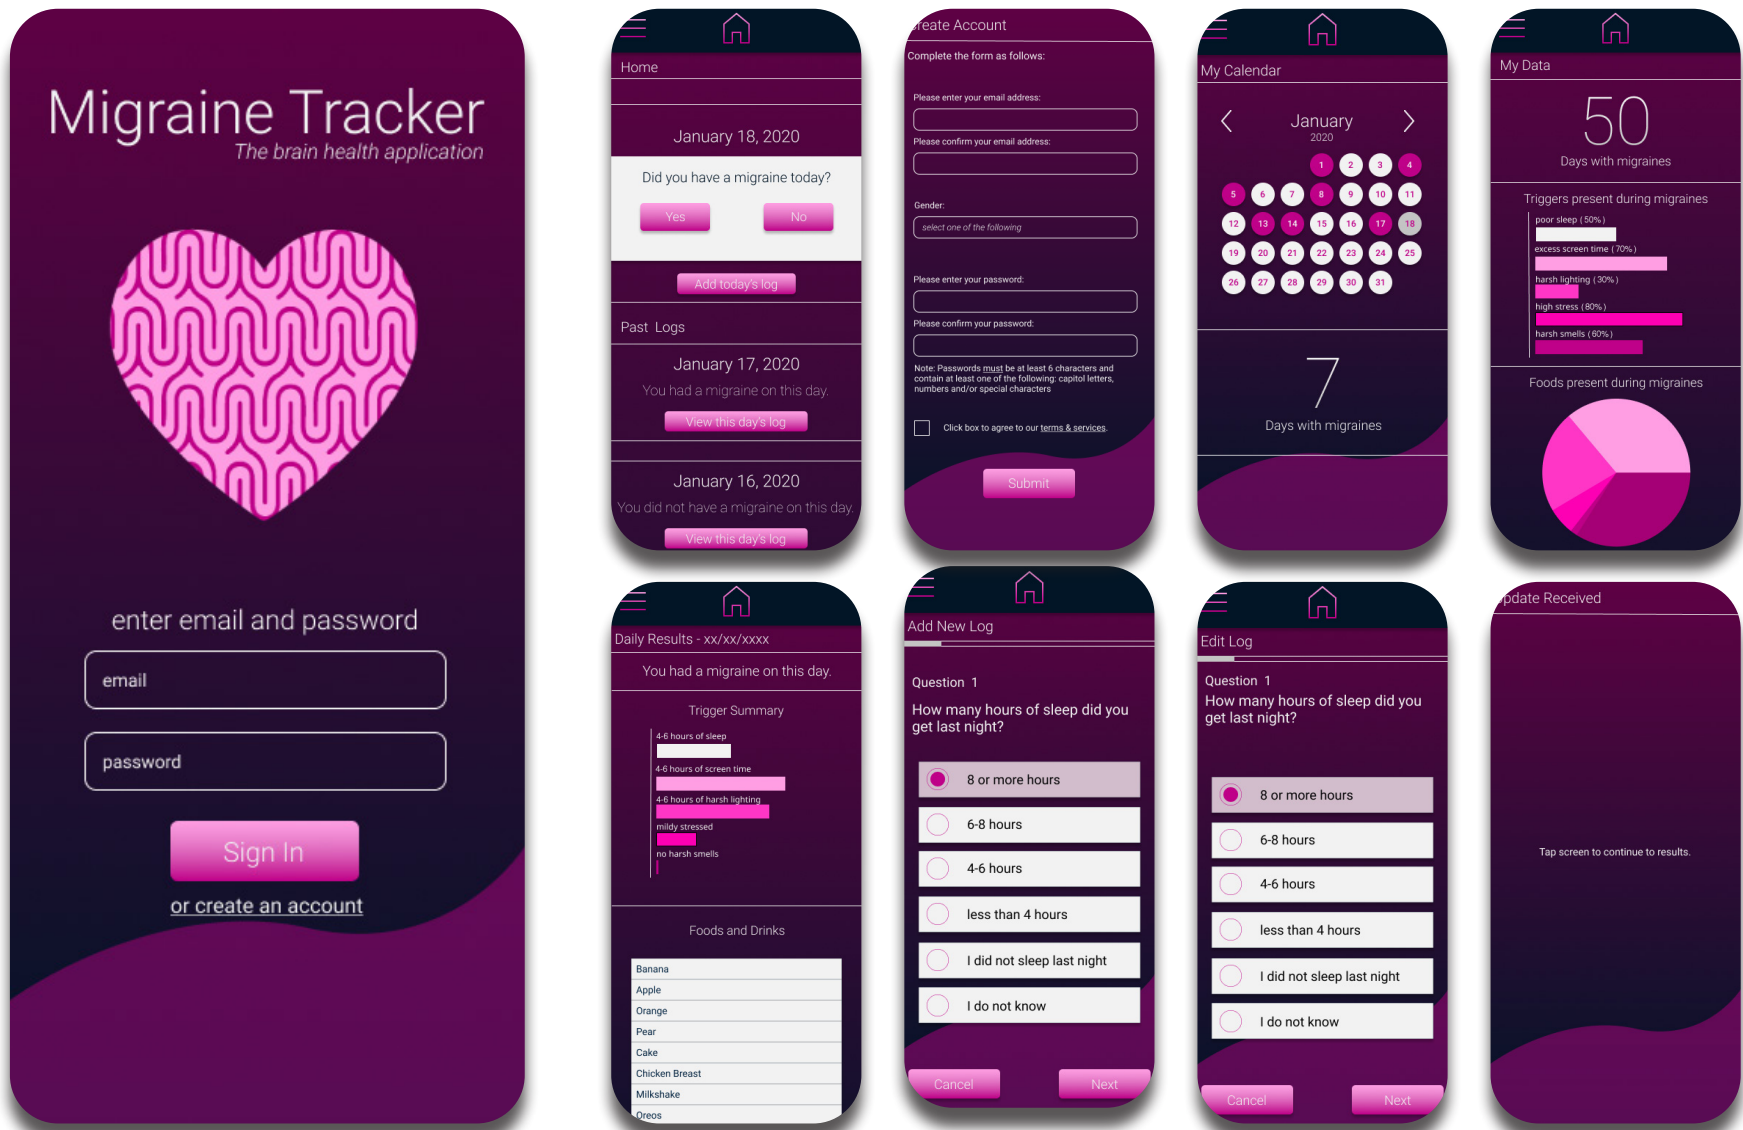 Migraine Tracker
The brain health application
enter email and password
email
password
Sign In
or create an account
Home
January 18, 2020
Did you have a migraine today?
Yes No
Add today's log
Past Logs
January 17, 2020
You had a migraine on this day.
View this day's log
January 16, 2020
You did not have a migraine on this day.
View this day's log
Create Account
Complete the form as follows:
Please enter your email address:
Please confirm your email address:
Gender:
select one of the following
Please enter your password:
Please confirm your password:
Note: Passwords must be at least 6 characters and
contain at least one of the following: capitol letters,
numbers and/or special characters
Click box to agree to our terms & services.
Submit
My Calendar
January
2020
1 2 3 4
5 6 7 8 9 10 11
12 13 14 15 16 17 18
19 20 21 22 23 24 25
26 27 28 29 30 31
7
Days with migraines
My Data
50
Days with migraines
Triggers present during migraines
poor sleep (50%)
excess screen time (70%)
harsh lighting (30%)
high stress (80%)
harsh smells (60%)
Foods present during migraines
Daily Results - xx/xx/xxxx
You had a migraine on this day.
Trigger Summary
4-6 hours of sleep
4-6 hours of screen time
4-6 hours of harsh lighting
mildy stressed
no harsh smells
Foods and Drinks
Banana
Apple
Orange
Pear
Cake
Chicken Breast
Milkshake
Oreos
Add New Log
Question 1
How many hours of sleep did you
get last night?
8 or more hours
6-8 hours
4-6 hours
less than 4 hours
I did not sleep last night
I do not know
Cancel Next
Edit Log
Question 1
How many hours of sleep did you
get last night?
8 or more hours
6-8 hours
4-6 hours
less than 4 hours
I did not sleep last night
I do not know
Cancel Next
Update Received
Tap screen to continue to results.